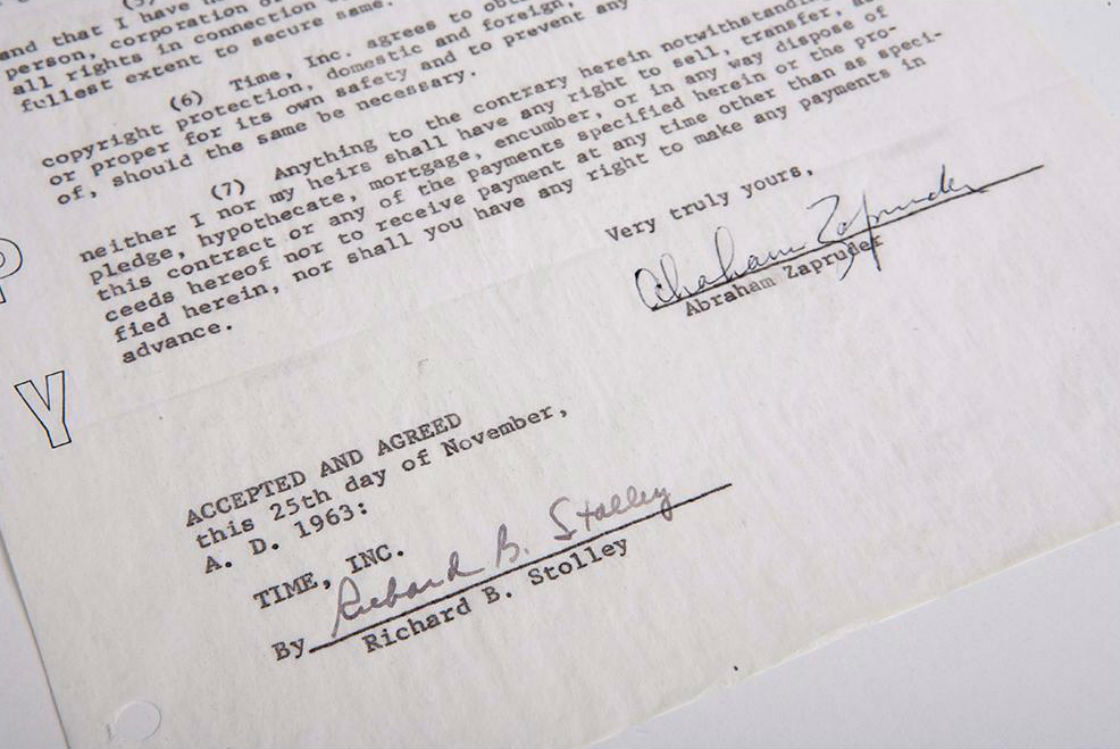 (5)
and that I have
person, corporation
all rights in connection
fullest extent to secure same.
(6) Time, Inc. agrees to
copyright protection, domestic and foreign,
or proper for its own safety and to prevent any
of, should the same be necessary.
(7) Anything to the contrary herein notwithstanding
neither I nor my heirs shall have any right to sell, transfer,
pledge, hypothecate, mortgage, encumber, or in any way dispose of
this contract or any of the payments specified herein or the pro-
ceeds hereof nor to receive payment at any time other than as speci-
fied herein, nor shall you have any right to make any payments in
advance.
P
Y
Very truly yours,
Abraham Zapruder
Abraham Zapruder
ACCEPTED AND AGREED
this 25th day of November,
A. D. 1963:
TIME, INC.
By Richard B. Stolley
Richard B. Stolley